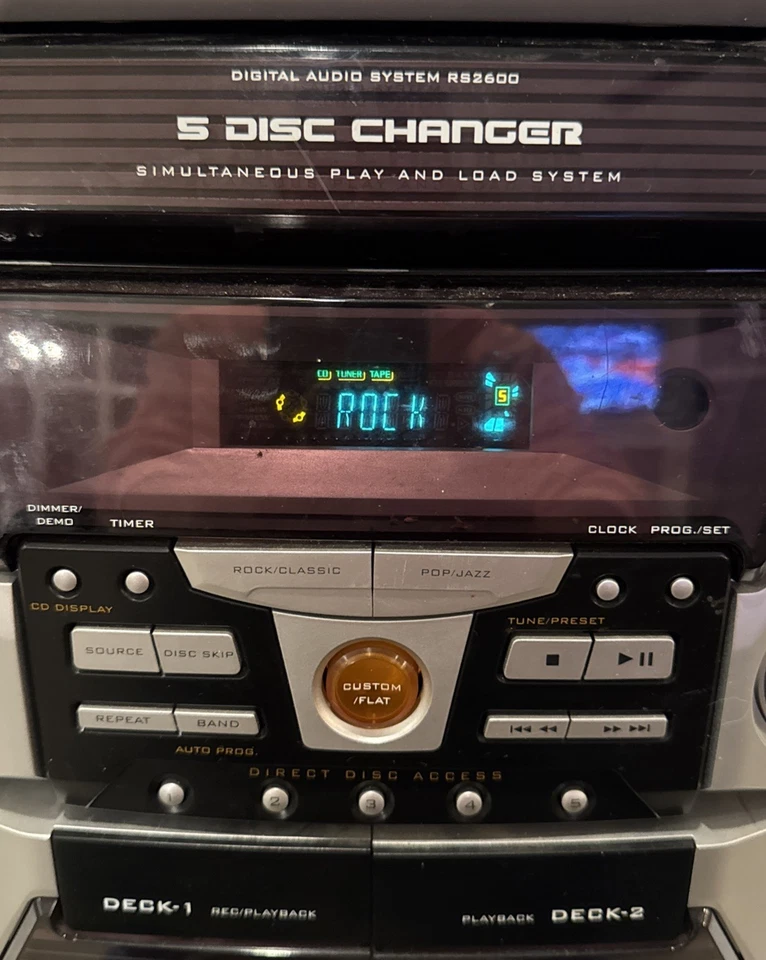 DIGITAL AUDIO SYSTEM RS2600
5 DISC CHANGER
SIMULTANEOUS PLAY AND LOAD SYSTEM
CD TUNER TAPE
ROCK
5
DIMMER/
DEMO
TIMER
CLOCK PROG./SET
ROCK/CLASSIC
POP/JAZZ
CD DISPLAY
TUNE/PRESET
SOURCE
DISC SKIP
CUSTOM
/FLAT
REPEAT
BAND
AUTO PROG.
DIRECT DISC ACCESS
1 2 3 4 5
DECK-1 REC/PLAYBACK
PLAYBACK DECK-2